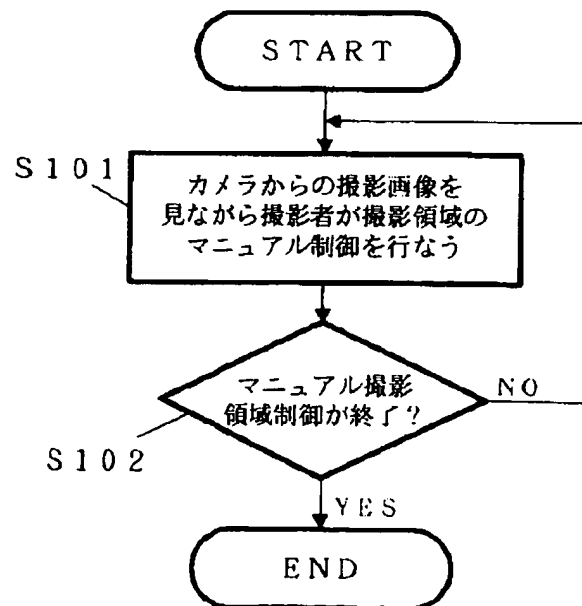 START
S101
カメラからの撮影画像を
見ながら撮影者が撮影領域の
マニュアル制御を行なう
マニュアル撮影
領域制御が終了?
NO
S102
YES
END